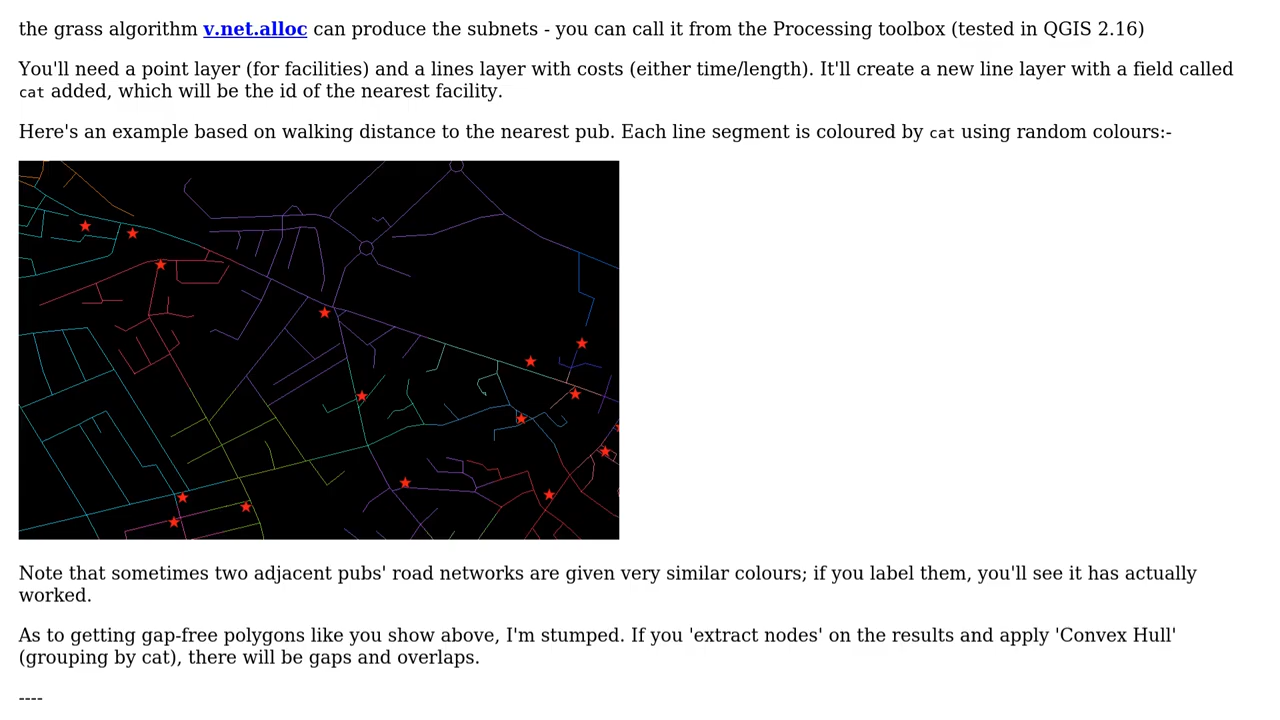 the grass algorithm v.net.alloc can produce the subnets - you can call it from the Processing toolbox (tested in QGIS 2.16)
You'll need a point layer (for facilities) and a lines layer with costs (either time/length). It'll create a new line layer with a field called
cat added, which will be the id of the nearest facility.
Here's an example based on walking distance to the nearest pub. Each line segment is coloured by cat using random colours:-
Note that sometimes two adjacent pubs' road networks are given very similar colours; if you label them, you'll see it has actually
worked.
As to getting gap-free polygons like you show above, I'm stumped. If you 'extract nodes' on the results and apply 'Convex Hull'
(grouping by cat), there will be gaps and overlaps.
----